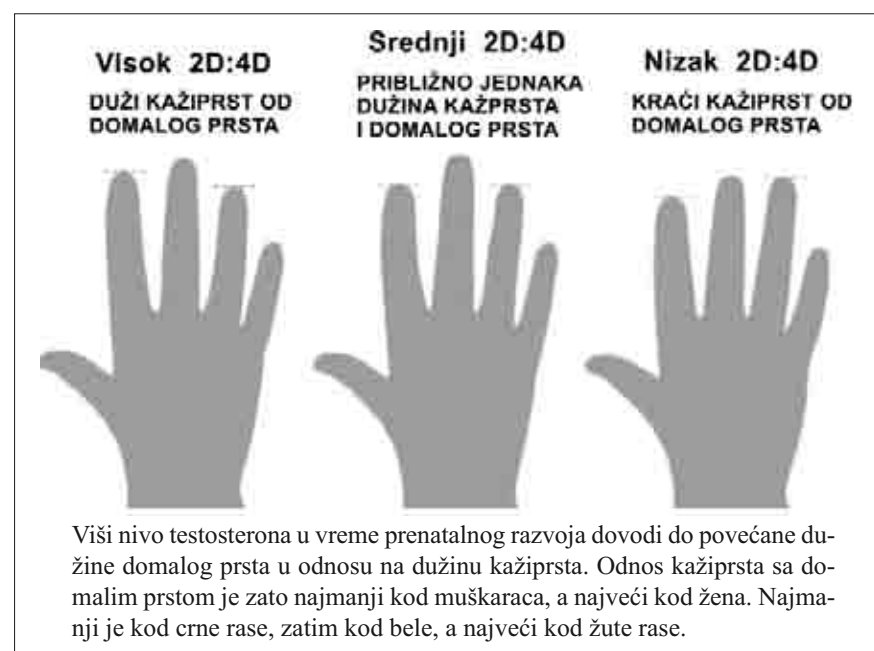 Visok 2D:4D
DUŽI KAŽIPRST OD
DOMALOG PRSTA
Srednji 2D:4D
PRIBLIŽNO JEDNAKA
DUŽINA KAŽPRSTA
I DOMALOG PRSTA
Nizak 2D:4D
KRAĆI KAŽIPRST OD
DOMALOG PRSTA
Viši nivo testosterona u vreme prenatalnog razvoja dovodi do povećane du-
žine domalog prsta u odnosu na dužinu kažiprsta. Odnos kažiprsta sa do-
malim prstom je zato najmanji kod muškaraca, a najveći kod žena. Najma-
nji je kod crne rase, zatim kod bele, a najveći kod žute rase.